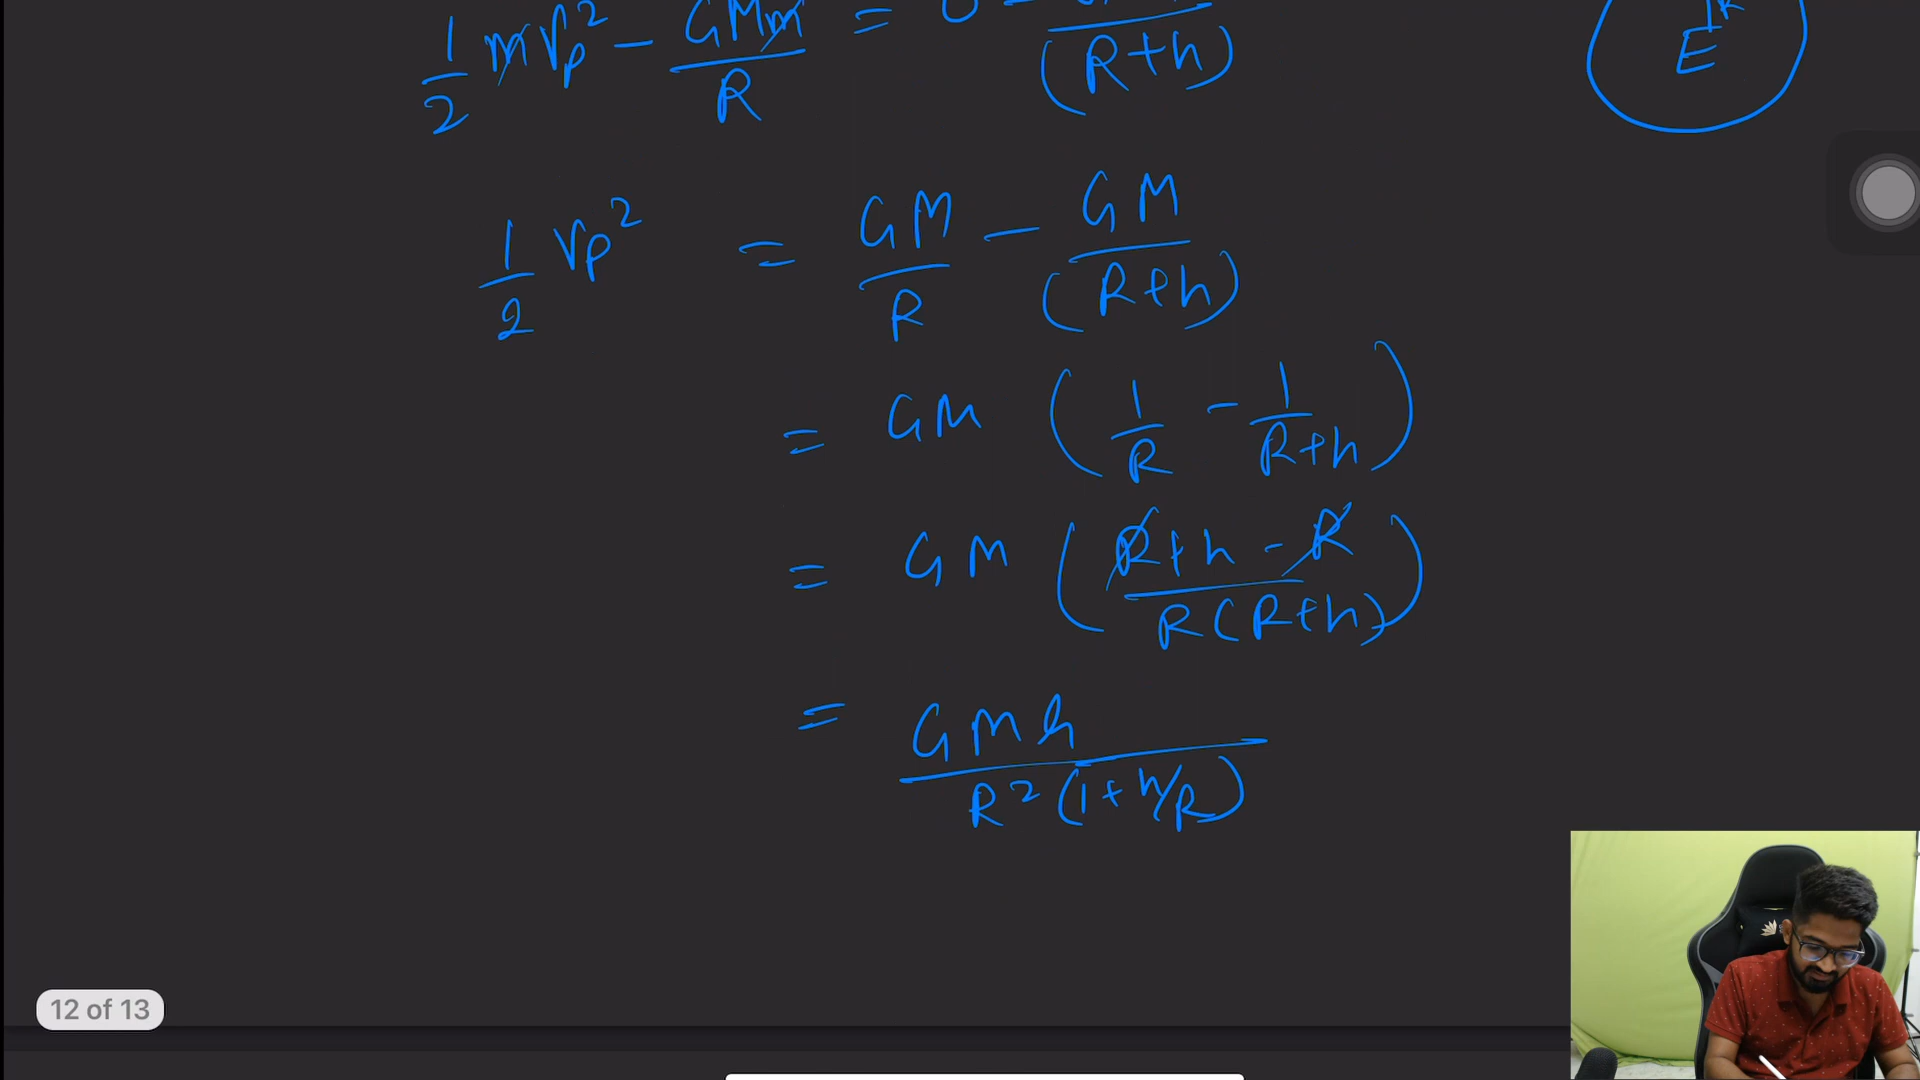 1/2 mVp² - GMm/R = 0 - /(R+h)
R
E
1/2 Vp² = GM/R - GM/(R+h)
= GM (1/R - 1/R+h)
= GM (R+h-R/R(R+h))
= GMh/R²(1+h/R)
12 of 13